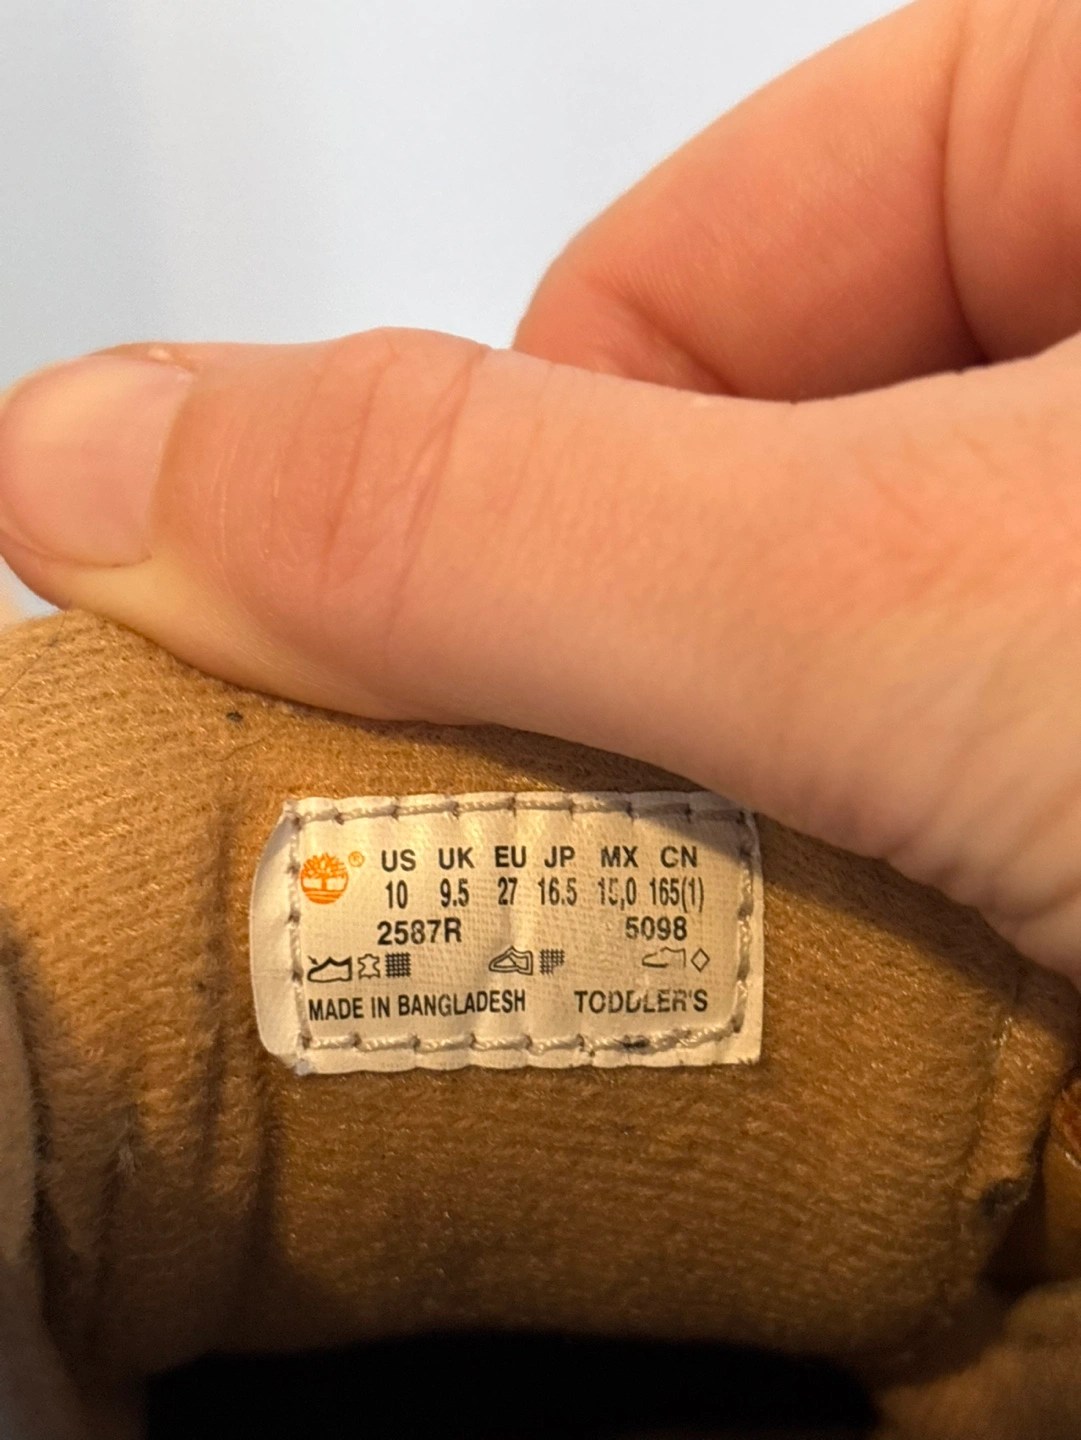 ® US UK EU JP MX CN
10 9.5 27 16.5 15,0 165(1)
2587R 5098
MADE IN BANGLADESH TODDLER'S